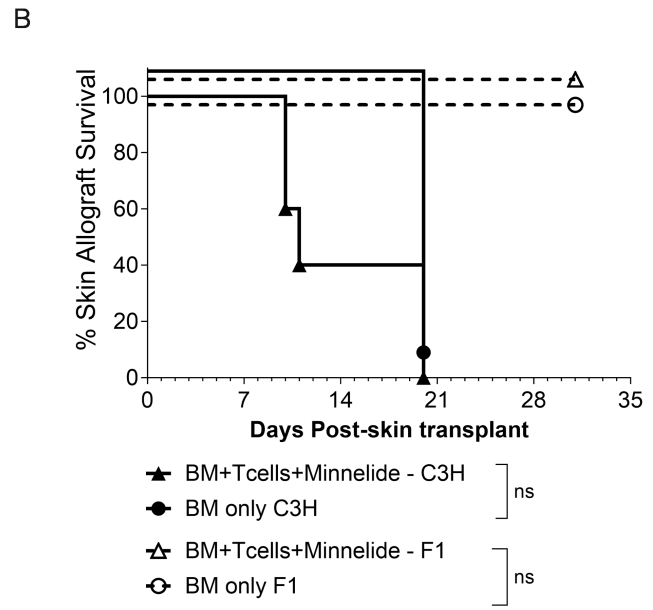 B
% Skin Allograft Survival
100
80
60
40
20
0
0 7 14 21 28 35
Days Post-skin transplant
BM+Tcells+Minnelide - C3H
BM only C3H
ns
BM+Tcells+Minnelide - F1
BM only F1
ns